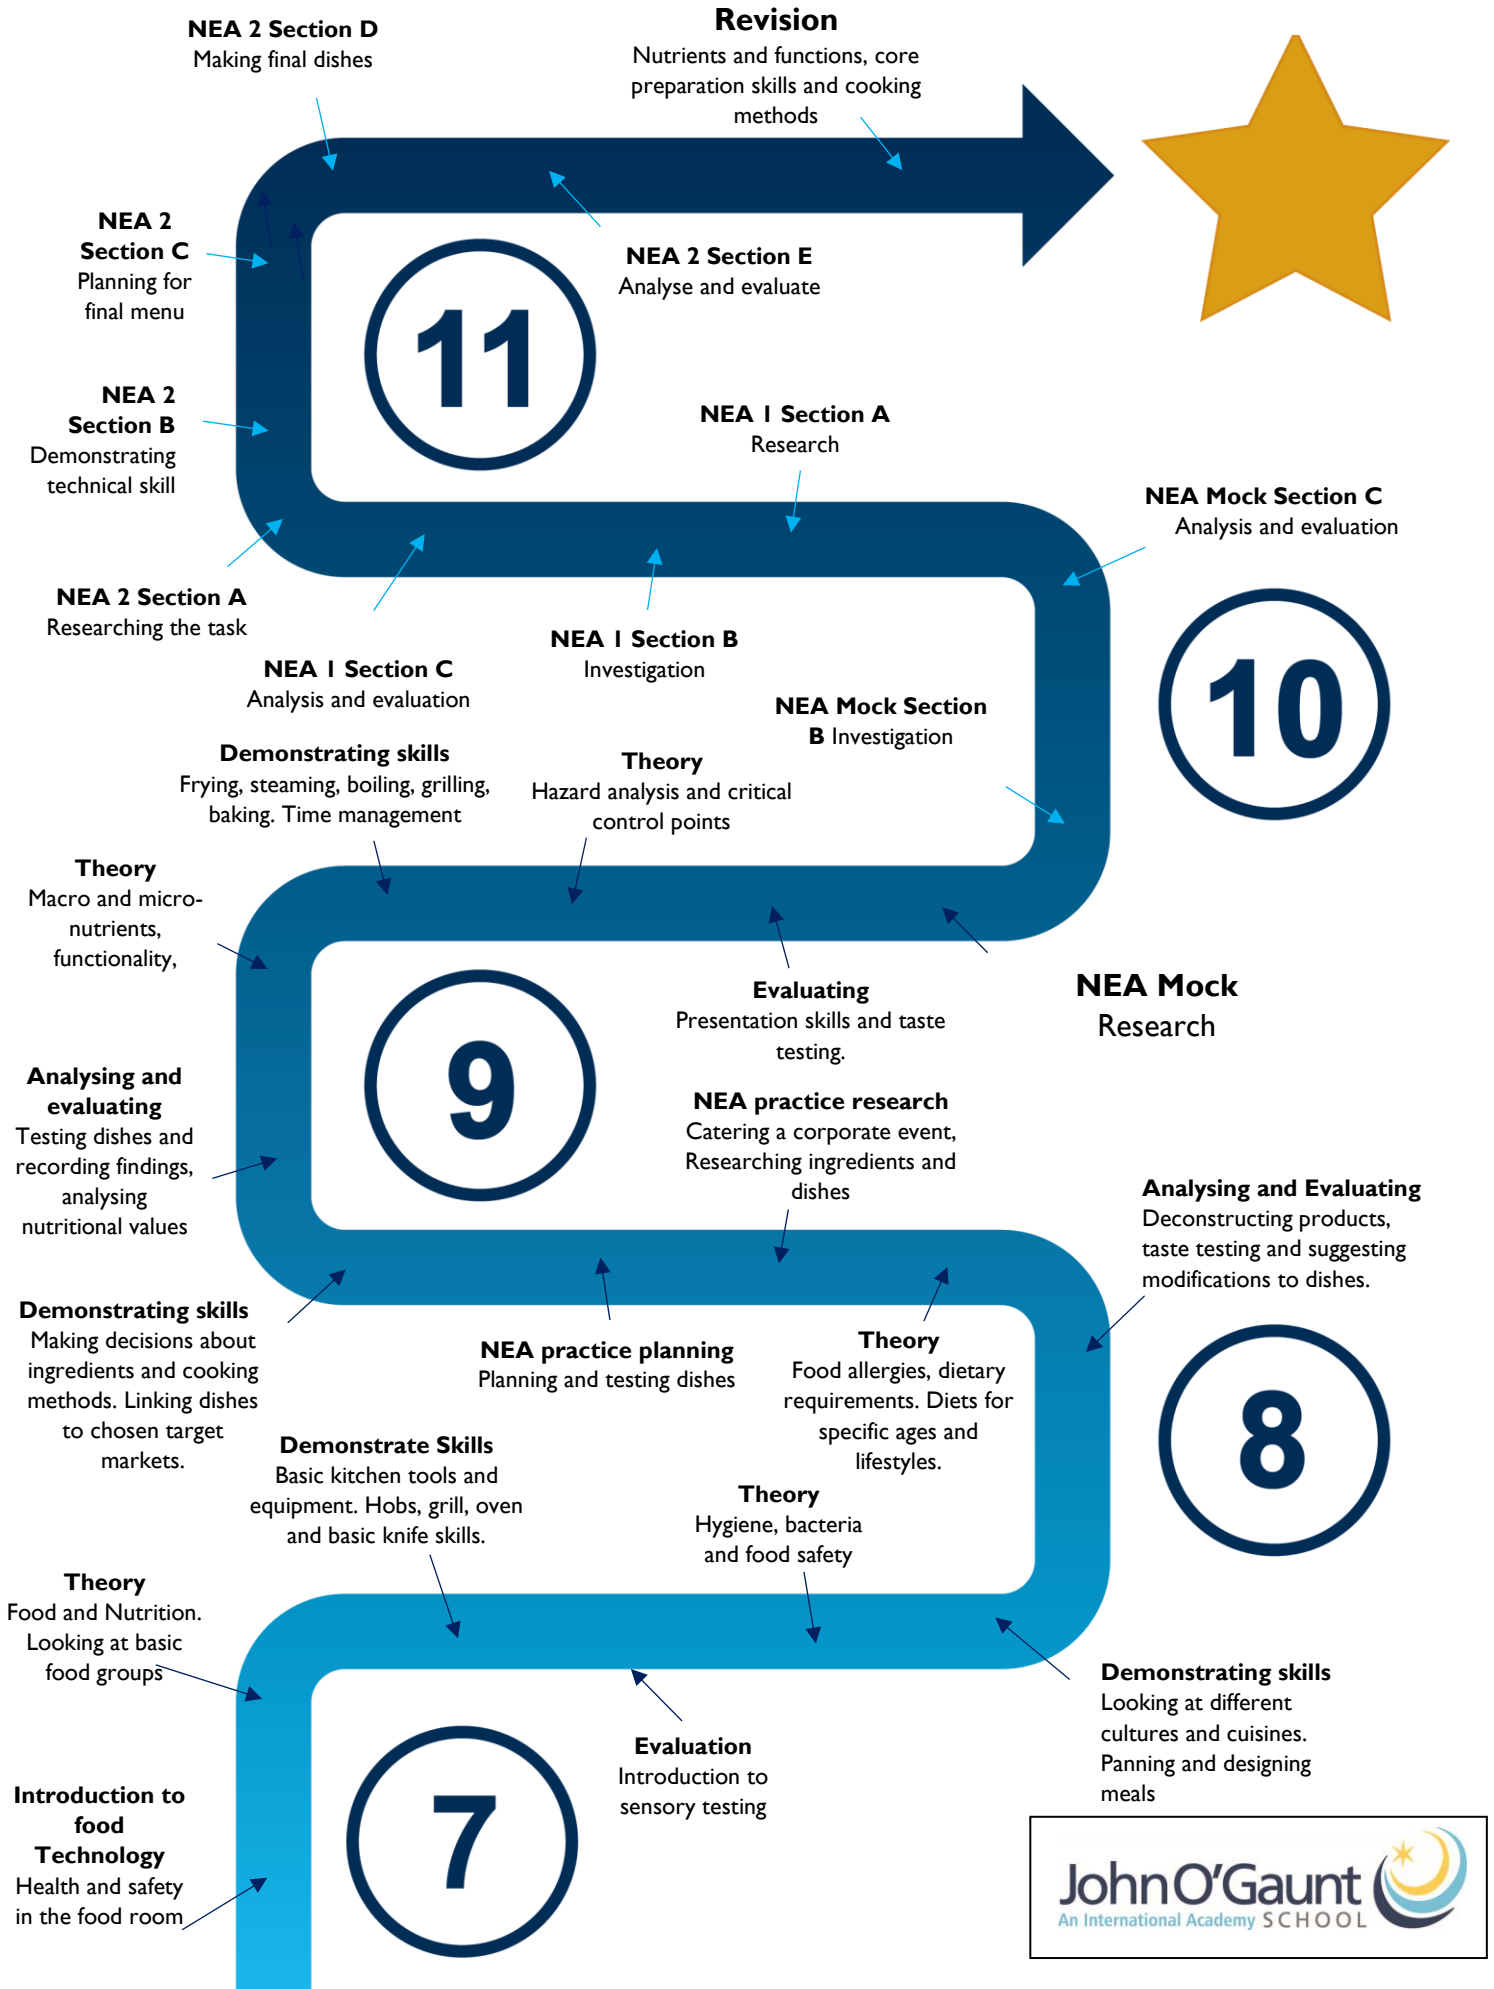 NEA 2 Section D
Making final dishes
Revision
Nutrients and functions, core
preparation skills and cooking
methods
NEA 2
Section C
Planning for
final menu
NEA 2 Section E
Analyse and evaluate
11
NEA 2
Section B
Demonstrating
technical skill
NEA 1 Section A
Research
NEA Mock Section C
Analysis and evaluation
NEA 2 Section A
Researching the task
NEA 1 Section C
Analysis and evaluation
NEA 1 Section B
Investigation
NEA Mock Section
B Investigation
10
Demonstrating skills
Frying, steaming, boiling, grilling,
baking. Time management
Theory
Hazard analysis and critical
control points
Theory
Macro and micro-
nutrients,
functionality,
Evaluating
Presentation skills and taste
testing.
NEA Mock
Research
9
Analysing and
evaluating
Testing dishes and
recording findings,
analysing
nutritional values
NEA practice research
Catering a corporate event,
Researching ingredients and
dishes
Analysing and Evaluating
Deconstructing products,
taste testing and suggesting
modifications to dishes.
Demonstrating skills
Making decisions about
ingredients and cooking
methods. Linking dishes
to chosen target
markets.
NEA practice planning
Planning and testing dishes
Theory
Food allergies, dietary
requirements. Diets for
specific ages and
lifestyles.
8
Demonstrate Skills
Basic kitchen tools and
equipment. Hobs, grill, oven
and basic knife skills.
Theory
Hygiene, bacteria
and food safety
Theory
Food and Nutrition.
Looking at basic
food groups
Evaluation
Introduction to
sensory testing
Demonstrating skills
Looking at different
cultures and cuisines.
Panning and designing
meals
Introduction to
food
Technology
Health and safety
in the food room
7
John O'Gaunt
An International Academy SCHOOL